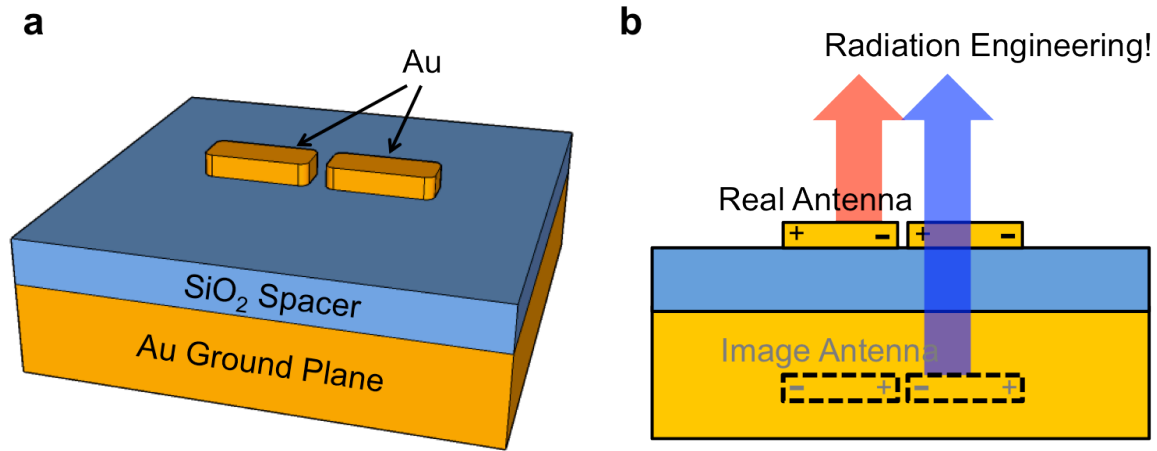 a
Au
SiO₂ Spacer
Au Ground Plane
b
Radiation Engineering!
Real Antenna
+ - + -
Image Antenna
- + - +